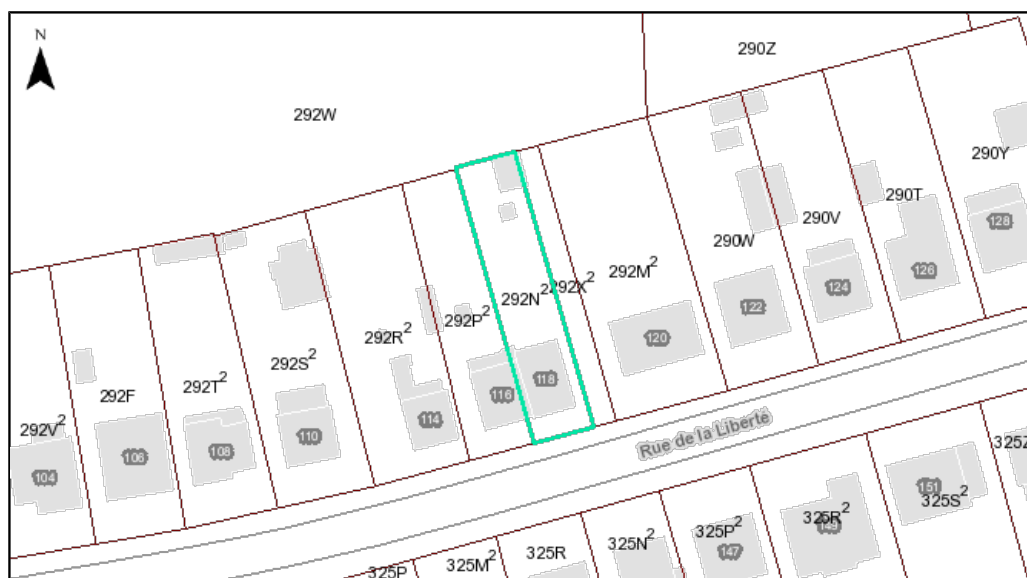 N
290Z
292W
290Y
290T
290V
128
290W
292M²
126
292X²
124
292N²
122
292P²
292R²
120
292S²
118
292T²
116
292F
114
110
292V²
108
106
104
Rue de la Liberté
325Z
151
325S²
325R²
149
325P²
147
325N²
325R
325M²
325P